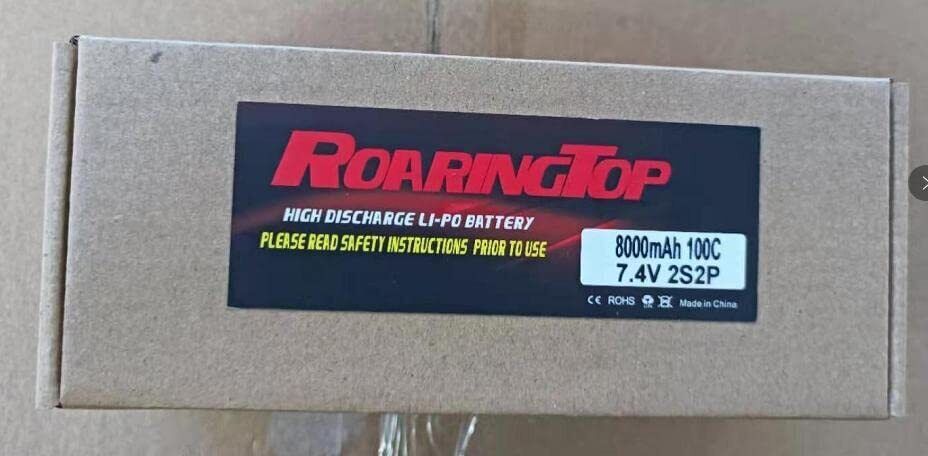 ROARINGTOP
HIGH DISCHARGE LI-PO BATTERY
PLEASE READ SAFETY INSTRUCTIONS PRIOR TO USE
8000mAh 100C
7.4V 2S2P
CE ROHS Made in China